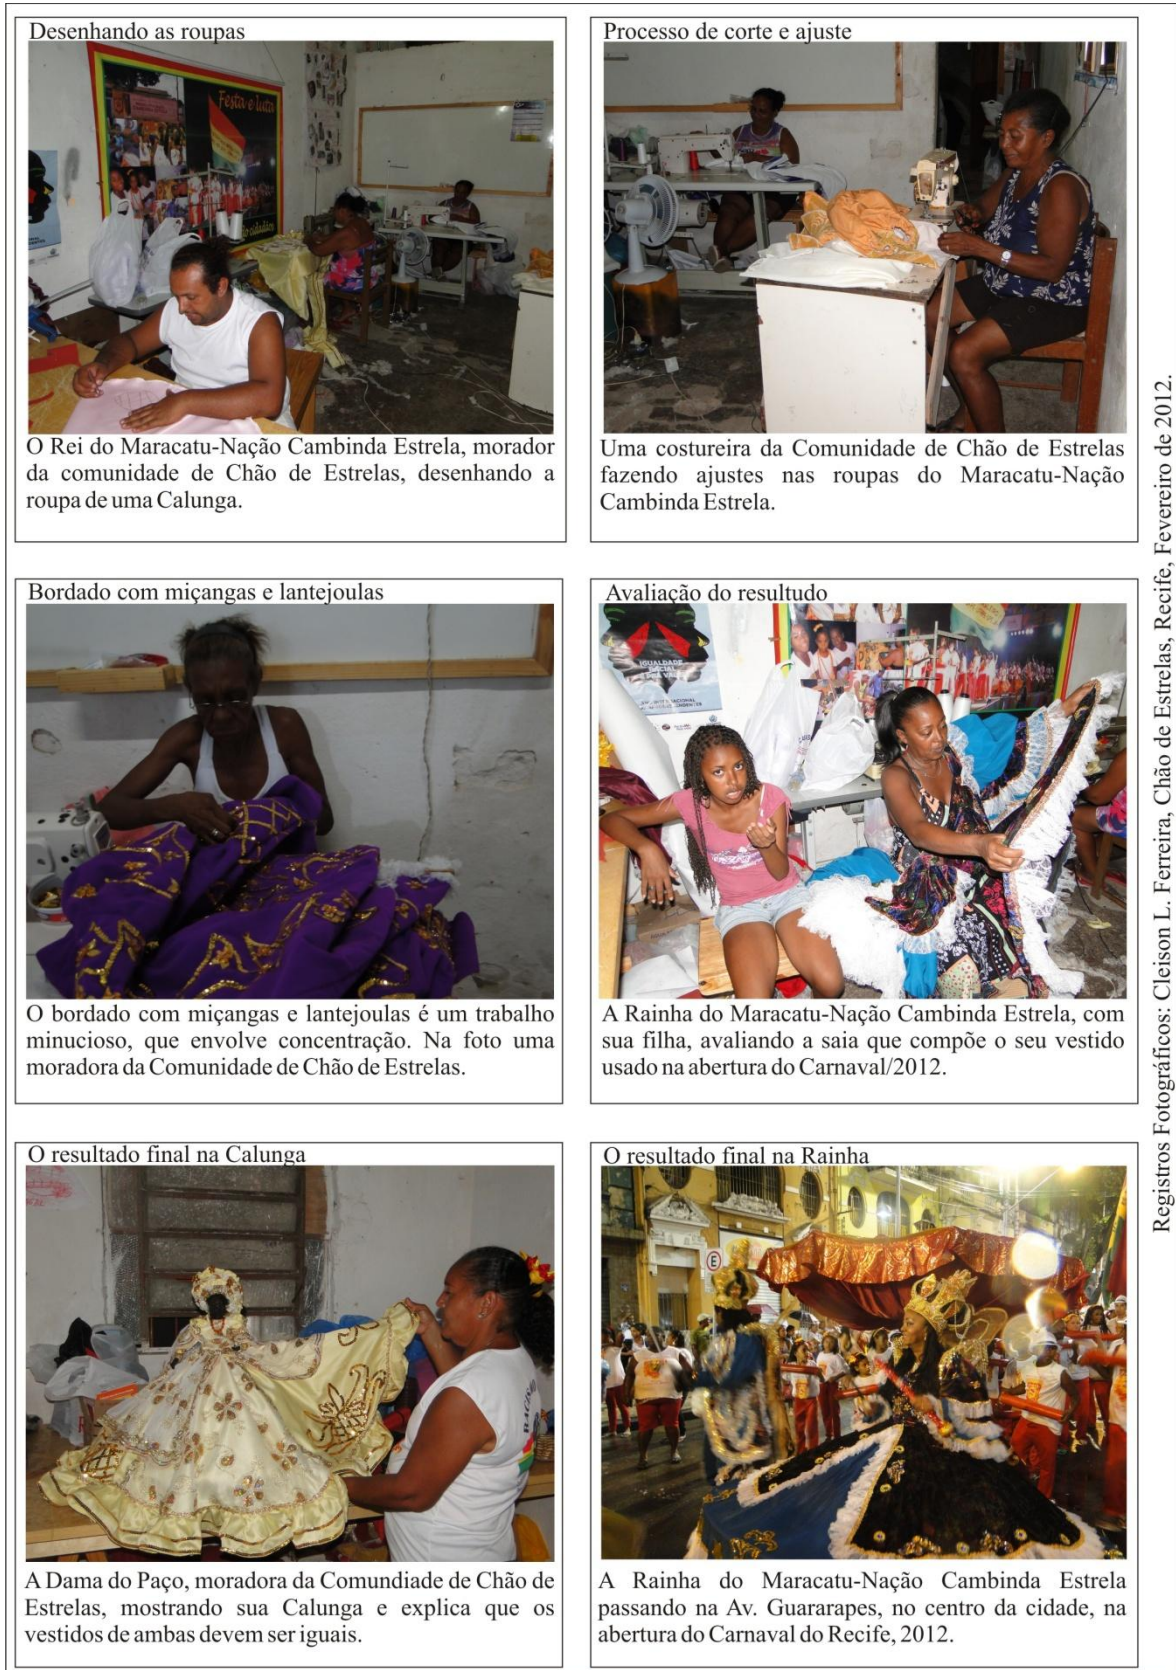 Desenhando as roupas
Festa e luta
cidadãos
O Rei do Maracatu-Nação Cambinda Estrela, morador
da comunidade de Chão de Estrelas, desenhando a
roupa de uma Calunga.
Processo de corte e ajuste
Uma costureira da Comunidade de Chão de Estrelas
fazendo ajustes nas roupas do Maracatu-Nação
Cambinda Estrela.
Bordado com miçangas e lantejoulas
O bordado com miçangas e lantejoulas é um trabalho
minucioso, que envolve concentração. Na foto uma
moradora da Comunidade de Chão de Estrelas.
Avaliação do resultudo
IGUALDADE
RACIAL
A Rainha do Maracatu-Nação Cambinda Estrela, com
sua filha, avaliando a saia que compõe o seu vestido
usado na abertura do Carnaval/2012.
O resultado final na Calunga
RACISMO
A Dama do Paço, moradora da Comundiade de Chão de
Estrelas, mostrando sua Calunga e explica que os
vestidos de ambas devem ser iguais.
O resultado final na Rainha
E
A Rainha do Maracatu-Nação Cambinda Estrela
passando na Av. Guararapes, no centro da cidade, na
abertura do Carnaval do Recife, 2012.
Registros Fotográficos: Cleison L. Ferreira, Chão de Estrelas, Recife, Fevereiro de 2012.